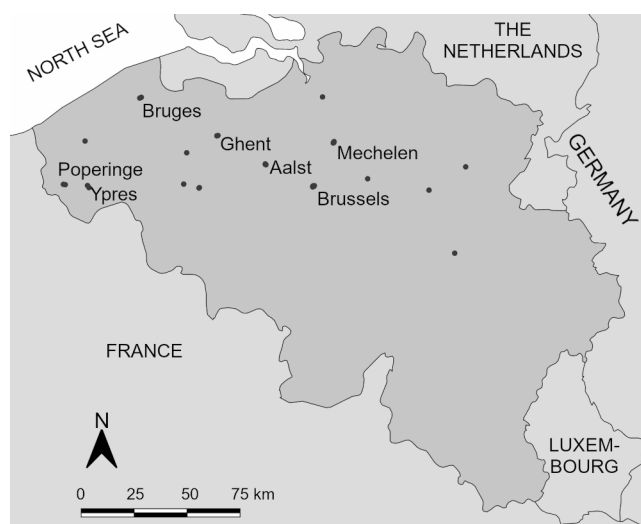 NORTH SEA
THE
NETHERLANDS
Bruges
Ghent
Mechelen
Aalst
GERMANY
Poperinge
Ypres
Brussels
FRANCE
N
LUXEM-
BOURG
0 25 50 75 km